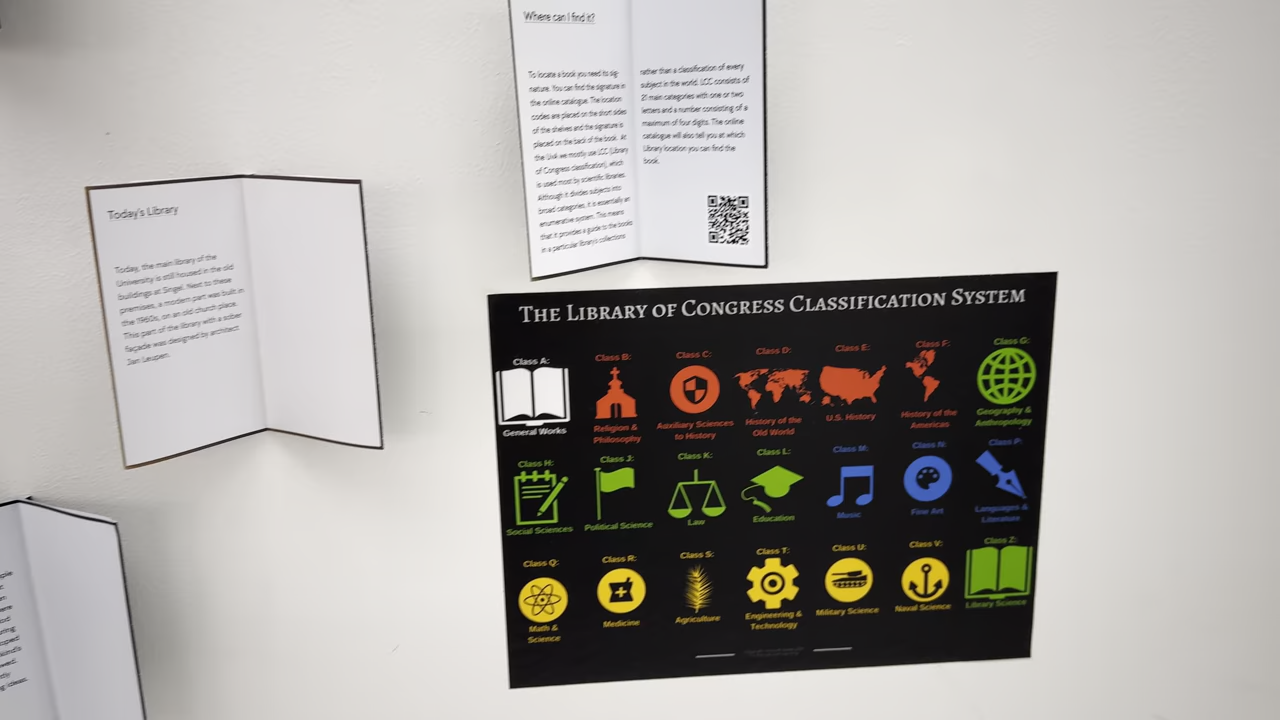 Where can I find it?
To locate a book you need its sig-
nature. You can find the signature in
the online catalogue. The location
codes are placed on the short sides
of the shelves and the signature is
placed on the back of the book. At
the UvA we mostly use LCC (Library
of Congress classification), which
is used most by scientific libraries.
Although it divides subjects into
broad categories, it is essentially an
enumerative system. This means
that it provides a guide to the books
in a particular library's collections
rather than a classification of every
subject in the world. LCC consists of
21 main categories with one or two
letters and a number consisting of a
maximum of four digits. The online
catalogue will also tell you at which
Library location you can find the
book.
Today's Library
Today, the main library of the
University is still housed in the old
buildings at Singel. Next to these
premises, a modern part was built in
the 1960s, on an old church place.
This part of the library with a sober
façade was designed by architect
Jan Leupen.
THE LIBRARY OF CONGRESS CLASSIFICATION SYSTEM
Class A:
General Works
Class B:
Religion &
Philosophy
Class C:
Auxiliary Sciences
to History
Class D:
History of the
Old World
Class E:
U.S. History
Class F:
History of the
Americas
Class G:
Geography &
Anthropology
Class H:
Social Sciences
Class J:
Political Science
Class K:
Law
Class L:
Education
Class M:
Music
Class N:
Fine Art
Class P:
Languages &
Literature
Class Q:
Math &
Science
Class R:
Medicine
Class S:
Agriculture
Class T:
Engineering &
Technology
Class U:
Military Science
Class V:
Naval Science
Class Z:
Library Science